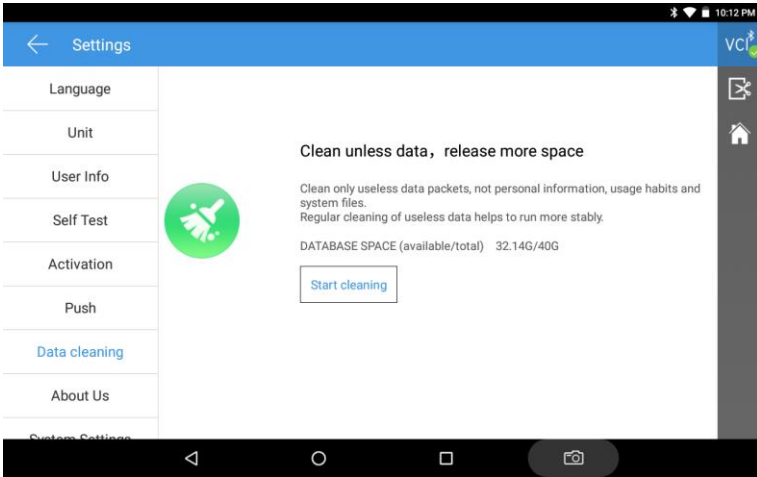 10:12 PM
Settings
VCI
Language
Unit
User Info
Self Test
Activation
Push
Data cleaning
About Us
System Settings
Clean unless data，release more space
Clean only useless data packets, not personal information, usage habits and
system files.
Regular cleaning of useless data helps to run more stably.
DATABASE SPACE (available/total) 32.14G/40G
Start cleaning